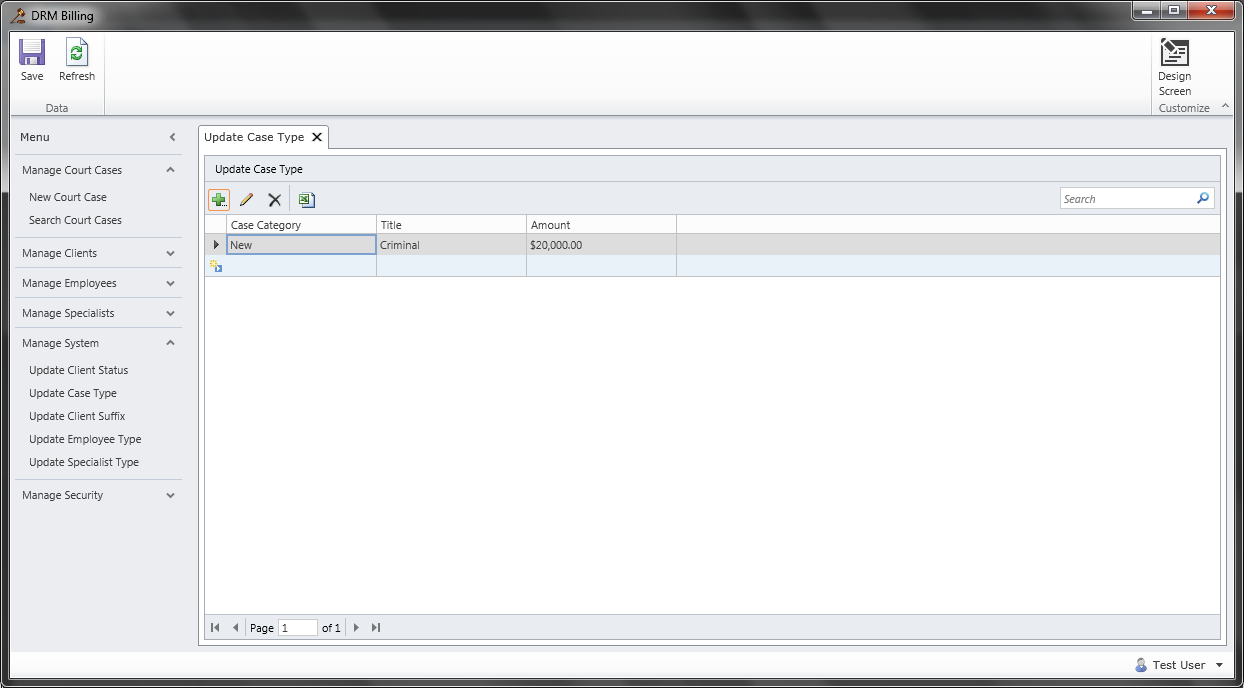 DRM Billing
Save
Refresh
Data
Design
Screen
Customize
Menu
Manage Court Cases
New Court Case
Search Court Cases
Manage Clients
Manage Employees
Manage Specialists
Manage System
Update Client Status
Update Case Type
Update Client Suffix
Update Employee Type
Update Specialist Type
Manage Security
Update Case Type
Update Case Type
Search
Case Category Title Amount
New Criminal $20,000.00
Page 1 of 1
Test User